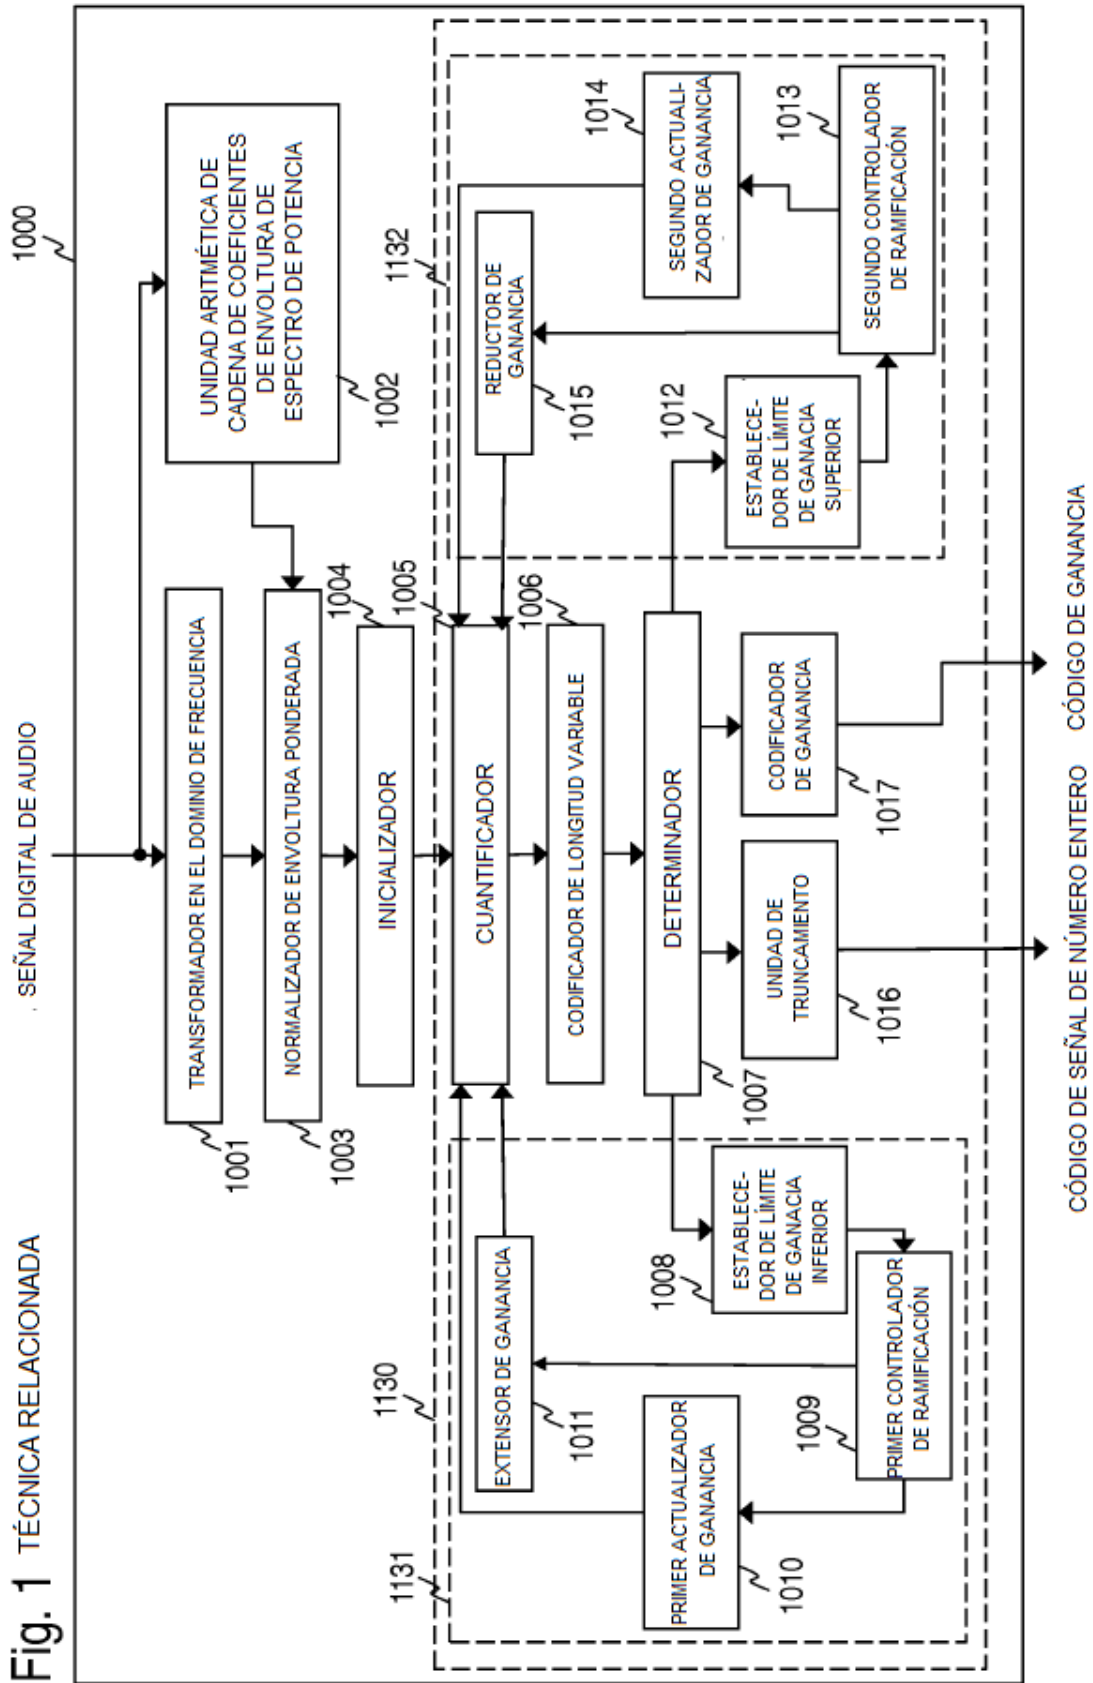 Fig. 1 TÉCNICA RELACIONADA
. SEÑAL DIGITAL DE AUDIO
1000
TRANSFORMADOR EN EL DOMINIO DE FRECUENCIA
1001
UNIDAD ARITMÉTICA DE
CADENA DE COEFICIENTES
DE ENVOLTURA DE
ESPECTRO DE POTENCIA
1002
NORMALIZADOR DE ENVOLTURA PONDERADA
1003
INICIALIZADOR
1004
1130
1131
1132
CUANTIFICADOR
1005
CODIFICADOR DE LONGITUD VARIABLE
1006
DETERMINADOR
1007
EXTENSOR DE GANANCIA
1011
PRIMER ACTUALIZADOR
DE GANANCIA
1010
ESTABLECE-
DOR DE LÍMITE
DE GANACIA
INFERIOR
1008
PRIMER CONTROLADOR
DE RAMIFICACIÓN
1009
UNIDAD DE
TRUNCAMIENTO
1016
CODIFICADOR
DE GANANCIA
1017
REDUCTOR DE
GANANCIA
1015
SEGUNDO ACTUALI-
ZADOR DE GANANCIA
1014
ESTABLECE-
DOR DE LÍMITE
DE GANACIA
SUPERIOR
1012
SEGUNDO CONTROLADOR
DE RAMIFICACIÓN
1013
CÓDIGO DE SEÑAL DE NÚMERO ENTERO
CÓDIGO DE GANANCIA